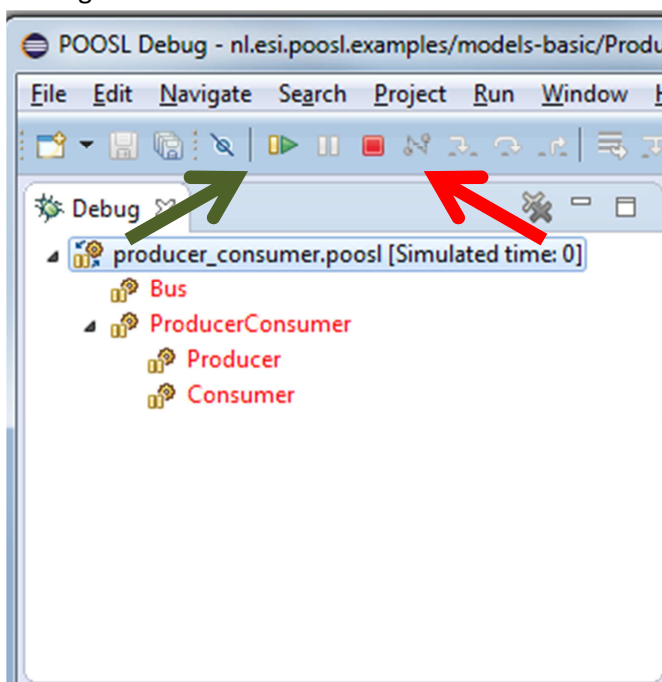 POOSL Debug - nl.esi.poosl.examples/models-basic/Produ
File Edit Navigate Search Project Run Window
Debug
producer_consumer.poosl [Simulated time: 0]
Bus
ProducerConsumer
Producer
Consumer